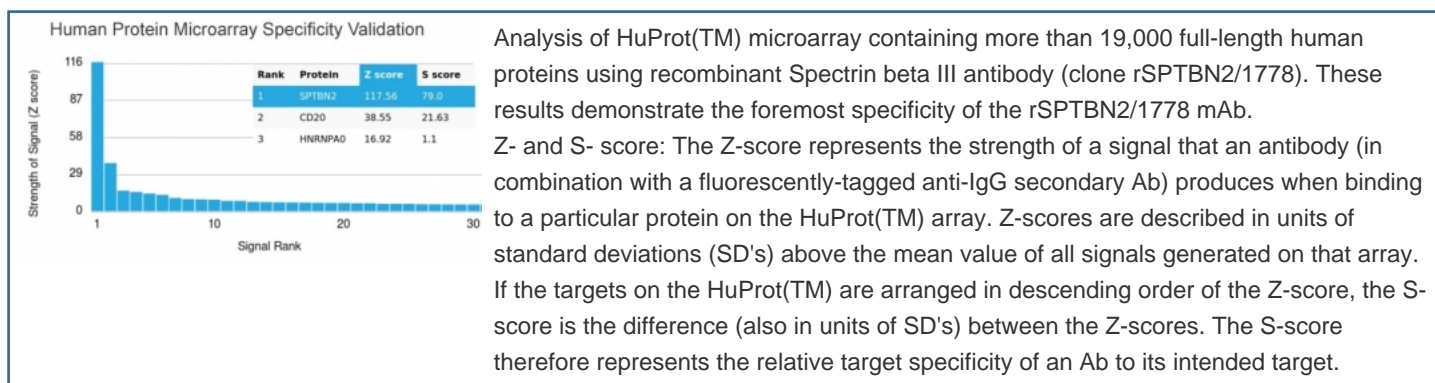 Human Protein Microarray Specificity Validation
Strength of Signal (Z score)
116
87
58
29
0
1 10 20 30
Signal Rank
Rank Protein Z score S score
1 SPTBN2 117.56 79.0
2 CD20 38.55 21.63
3 HNRNPA0 16.92 1.1
Analysis of HuProt(TM) microarray containing more than 19,000 full-length human
proteins using recombinant Spectrin beta III antibody (clone rSPTBN2/1778). These
results demonstrate the foremost specificity of the rSPTBN2/1778 mAb.
Z- and S- score: The Z-score represents the strength of a signal that an antibody (in
combination with a fluorescently-tagged anti-IgG secondary Ab) produces when binding
to a particular protein on the HuProt(TM) array. Z-scores are described in units of
standard deviations (SD's) above the mean value of all signals generated on that array.
If the targets on the HuProt(TM) are arranged in descending order of the Z-score, the S-
score is the difference (also in units of SD's) between the Z-scores. The S-score
therefore represents the relative target specificity of an Ab to its intended target.